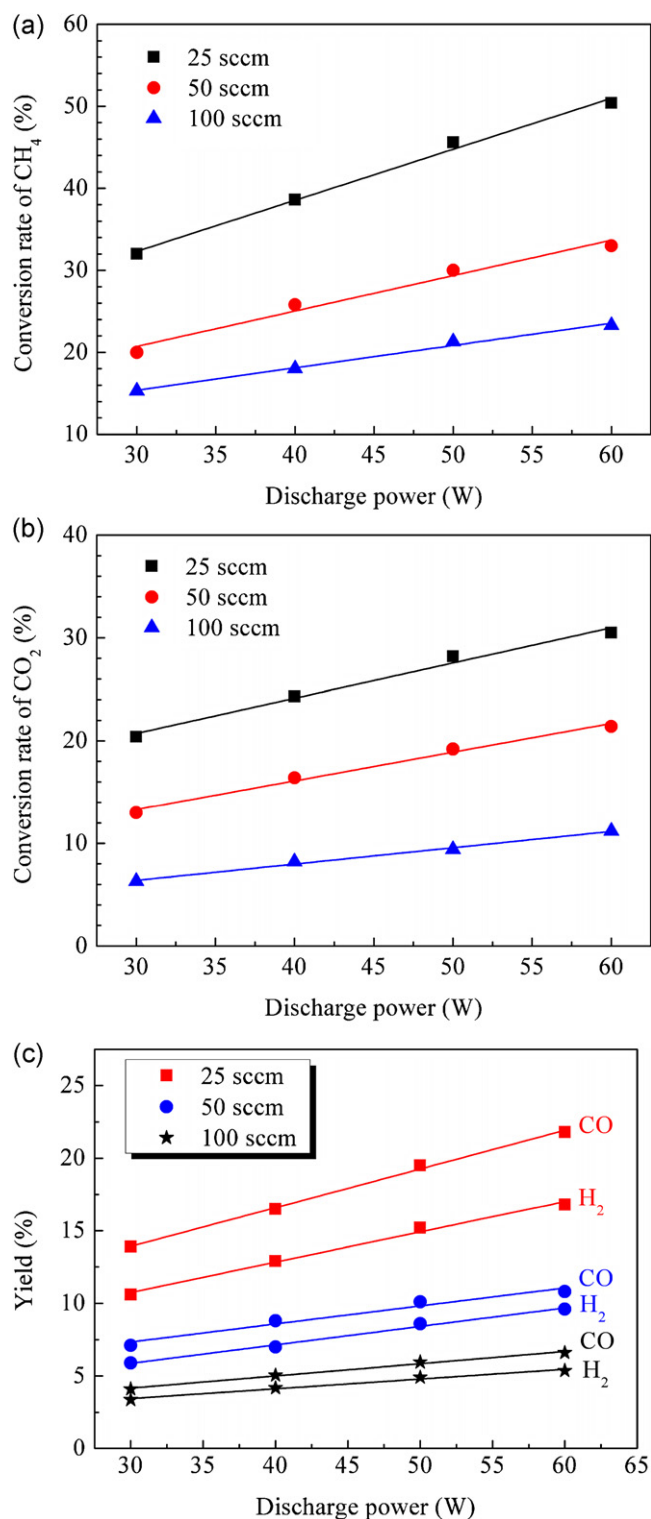 (a)
60
50
40
30
20
10
Conversion rate of CH4 (%)
25 sccm
50 sccm
100 sccm
30 35 40 45 50 55 60
Discharge power (W)
(b)
40
30
20
10
0
Conversion rate of CO2 (%)
25 sccm
50 sccm
100 sccm
30 35 40 45 50 55 60
Discharge power (W)
(c)
25
20
15
10
5
0
Yield (%)
25 sccm
50 sccm
100 sccm
CO
H2
CO
H2
CO
H2
30 35 40 45 50 55 60 65
Discharge power (W)